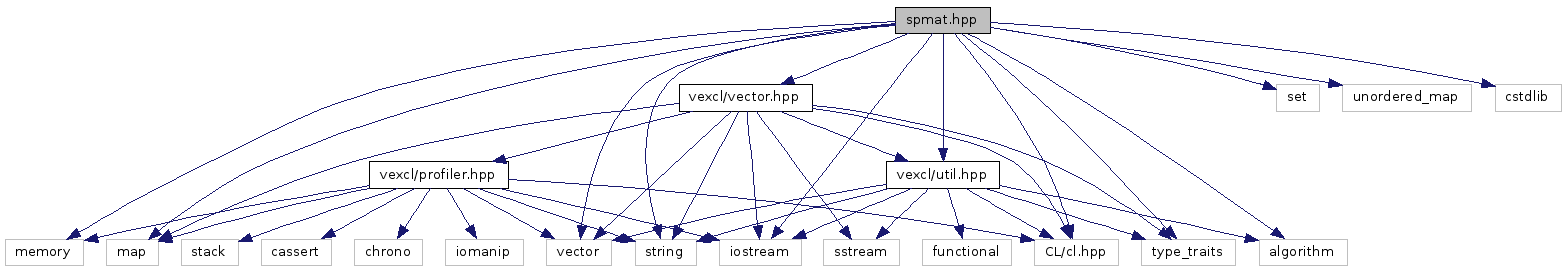 spmat.hpp
vexcl/vector.hpp
set
unordered_map
cstdlib
vexcl/profiler.hpp
vexcl/util.hpp
memory
map
stack
cassert
chrono
iomanip
vector
string
iostream
sstream
functional
CL/cl.hpp
type_traits
algorithm